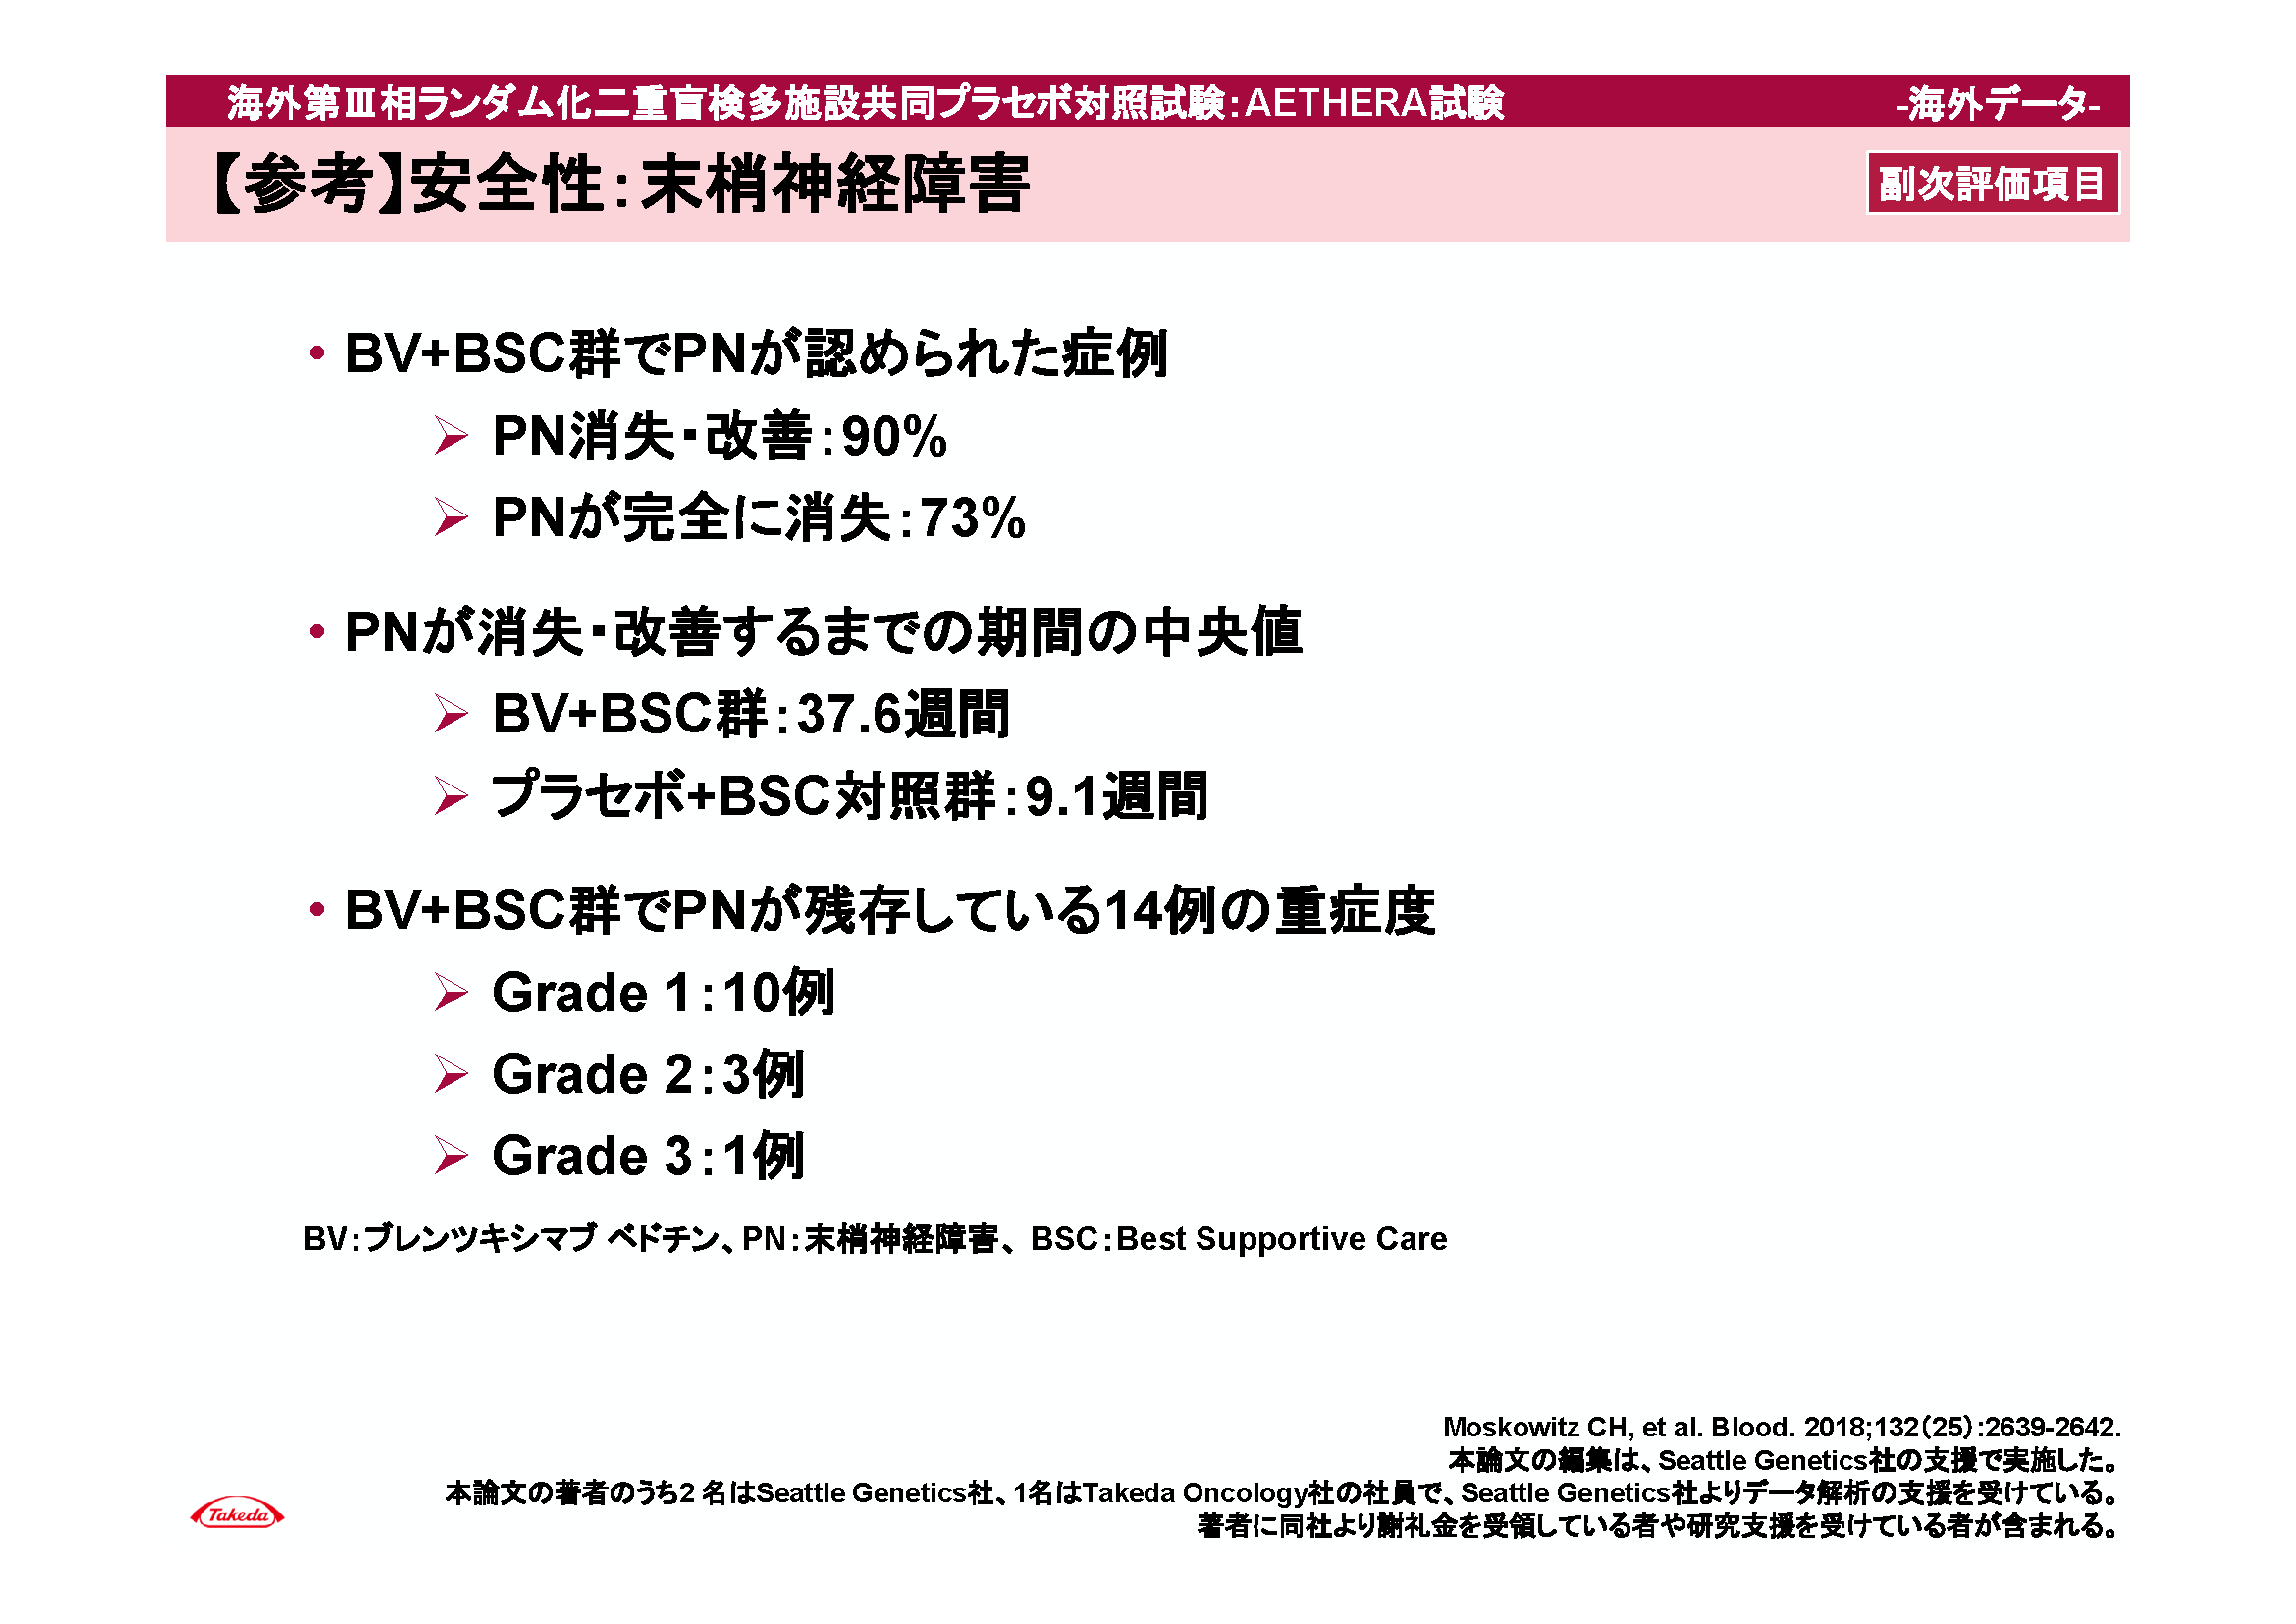 海外第Ⅲ相ランダム化二重盲検多施設共同プラセボ対照試験：AETHERA試験
-海外データ-
【参考】安全性：末梢神経障害
副次評価項目
• BV+BSC群でPNが認められた症例
➢ PN消失・改善：90%
➢ PNが完全に消失：73%
• PNが消失・改善するまでの期間の中央値
➢ BV+BSC群：37.6週間
➢ プラセボ+BSC対照群：9.1週間
• BV+BSC群でPNが残存している14例の重症度
➢ Grade 1：10例
➢ Grade 2：3例
➢ Grade 3：1例
BV：ブレンツキシマブ ベドチン、PN：末梢神経障害、BSC：Best Supportive Care
Moskowitz CH, et al. Blood. 2018;132（25）:2639-2642.
本論文の編集は、Seattle Genetics社の支援で実施した。
本論文の著者のうち2 名はSeattle Genetics社、1名はTakeda Oncology社の社員で、Seattle Genetics社よりデータ解析の支援を受けている。
著者に同社より謝礼金を受領している者や研究支援を受けている者が含まれる。
Takeda